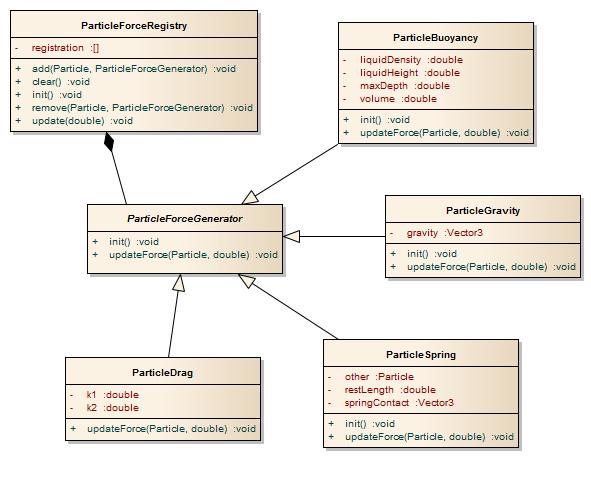 ParticleForceRegistry
- registration :[]
+ add(Particle, ParticleForceGenerator) :void
+ clear() :void
+ init() :void
+ remove(Particle, ParticleForceGenerator) :void
+ update(double) :void
ParticleBuoyancy
- liquidDensity :double
- liquidHeight :double
- maxDepth :double
- volume :double
+ init() :void
+ updateForce(Particle, double) :void
ParticleForceGenerator
+ init() :void
+ updateForce(Particle, double) :void
ParticleGravity
- gravity :Vector3
+ init() :void
+ updateForce(Particle, double) :void
ParticleDrag
- k1 :double
- k2 :double
+ updateForce(Particle, double) :void
ParticleSpring
- other :Particle
- restLength :double
- springContact :Vector3
+ init() :void
+ updateForce(Particle, double) :void